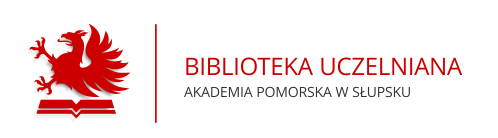 BIBLIOTEKA UCZELNIANA
AKADEMIA POMORSKA W SŁUPSKU